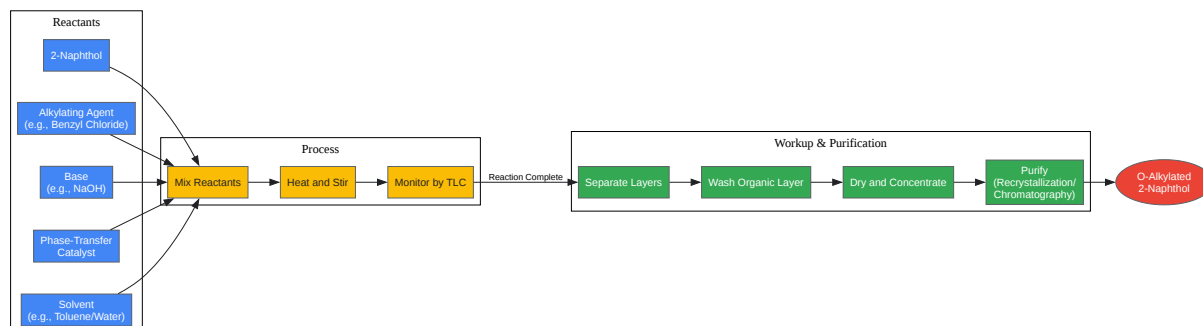 Reactants
2-Naphthol
Alkylating Agent
(e.g., Benzyl Chloride)
Base
(e.g., NaOH)
Phase-Transfer
Catalyst
Solvent
(e.g., Toluene/Water)
Process
Mix Reactants
Heat and Stir
Monitor by TLC
Reaction Complete
Workup & Purification
Separate Layers
Wash Organic Layer
Dry and Concentrate
Purify
(Recrystallization/
Chromatography)
O-Alkylated
2-Naphthol